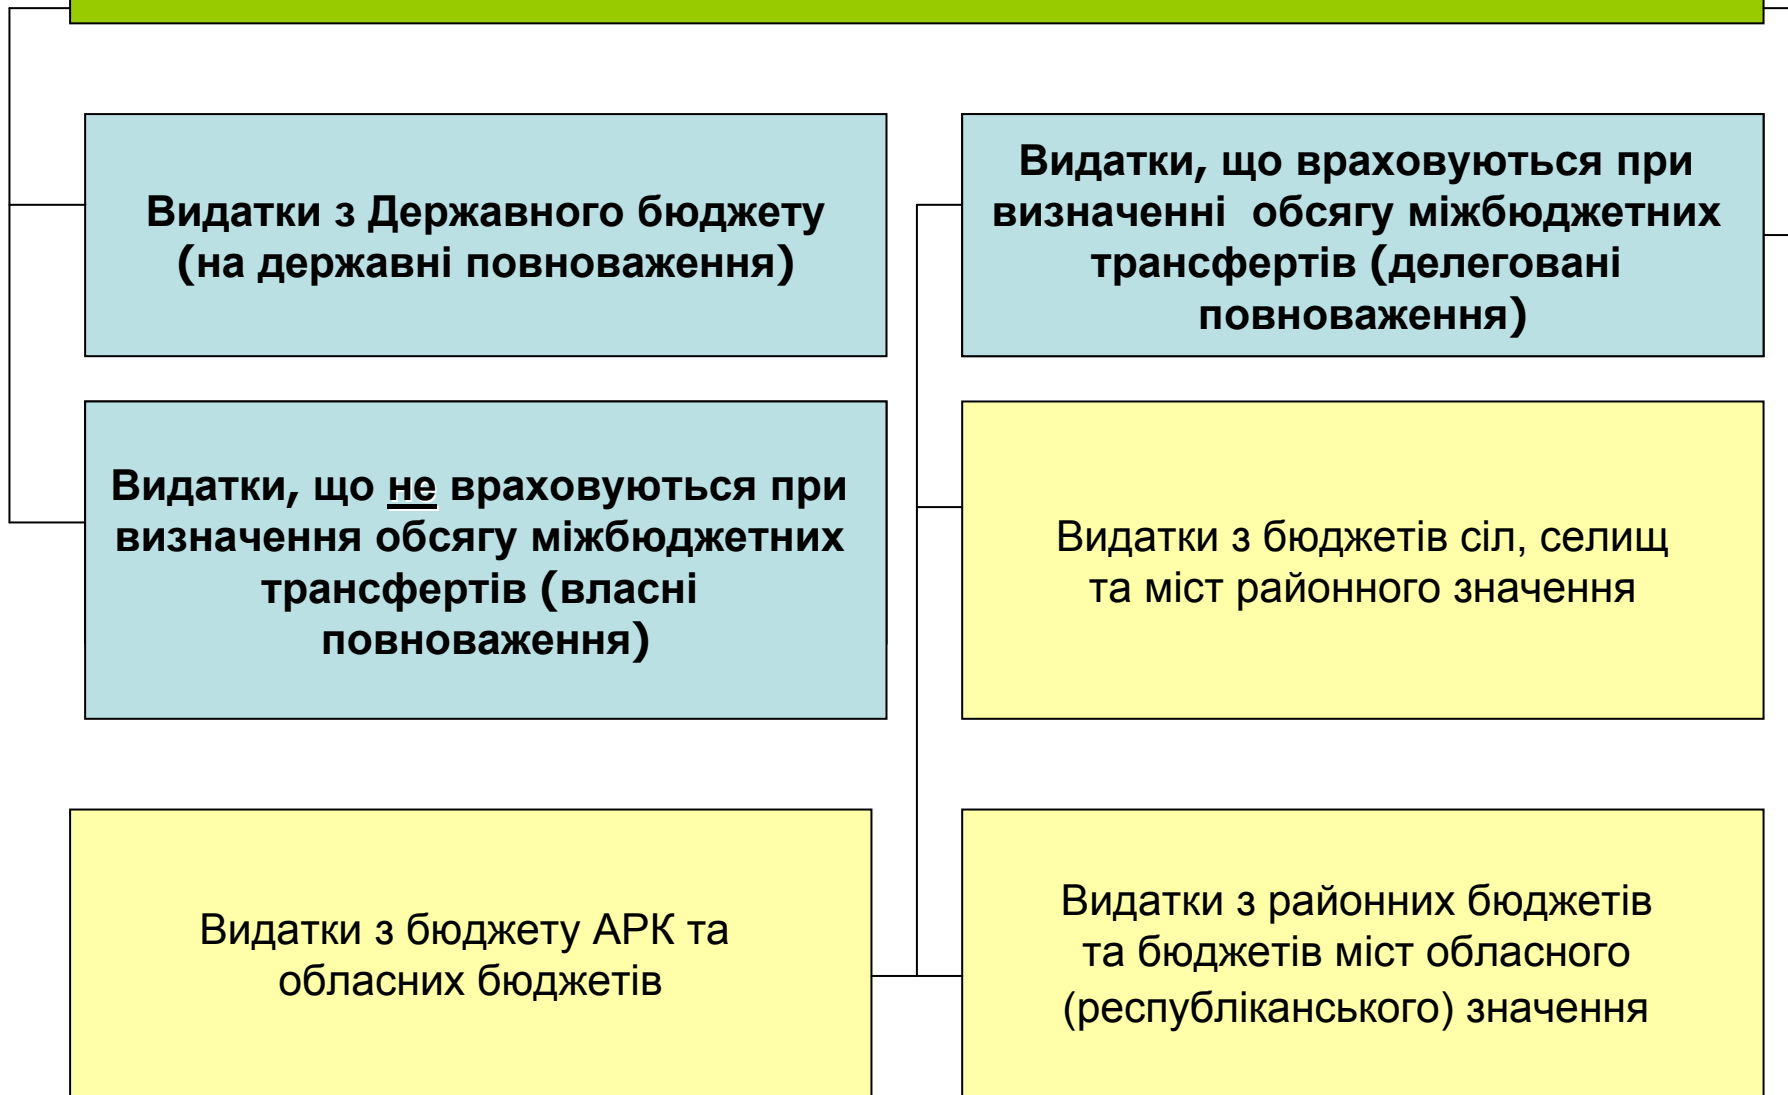 Видатки з Державного бюджету
(на державні повноваження)
Видатки, що враховуються при
визначенні обсягу міжбюджетних
трансфертів (делеговані
повноваження)
Видатки, що не враховуються при
визначення обсягу міжбюджетних
трансфертів (власні
повноваження)
Видатки з бюджетів сіл, селищ
та міст районного значення
Видатки з бюджету АРК та
обласних бюджетів
Видатки з районних бюджетів
та бюджетів міст обласного
(республіканського) значення